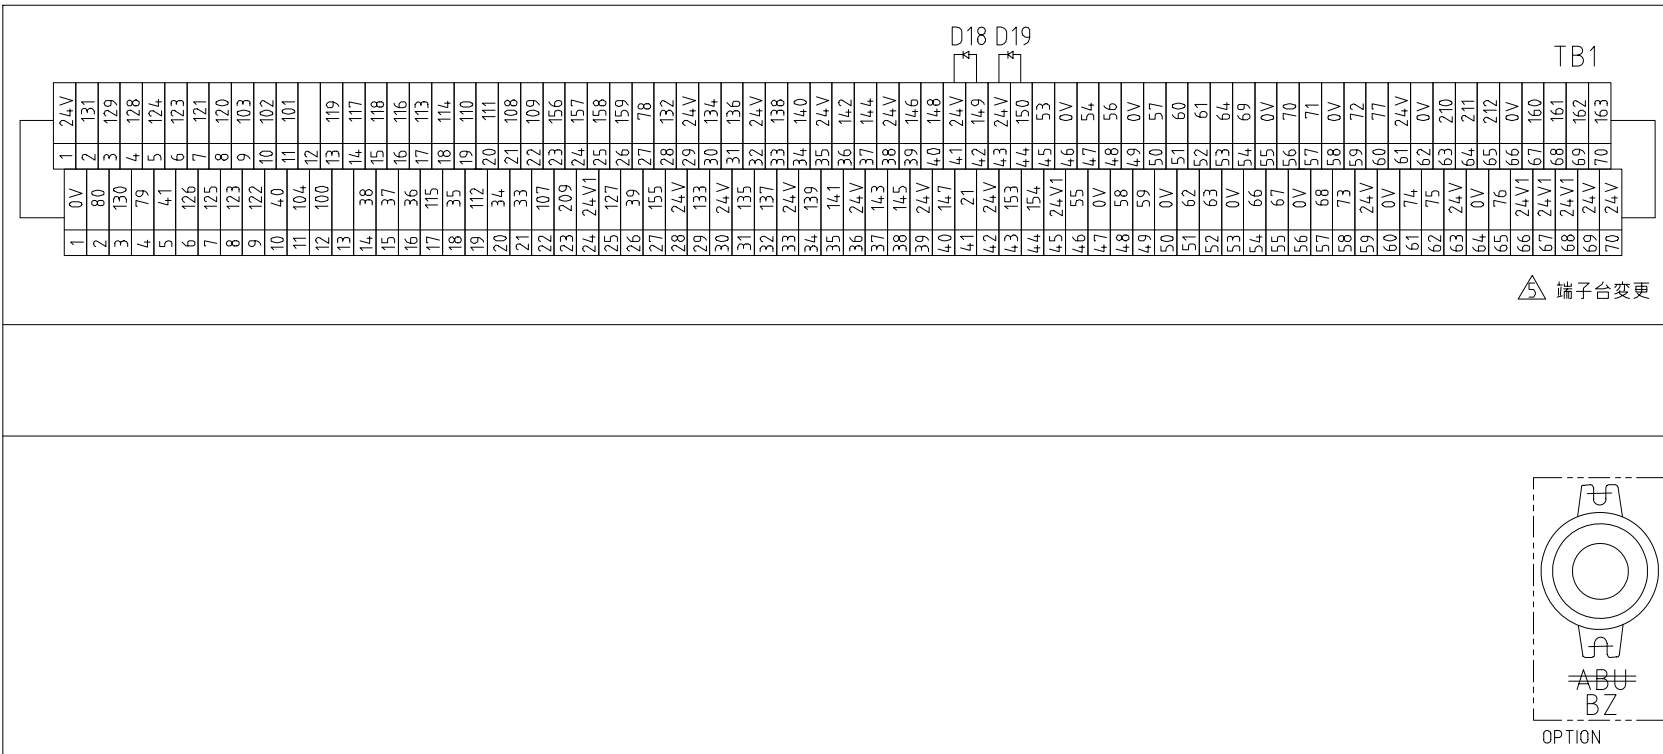 D18 D19
TB1
24V 131 129 128 124 123 121 120 103 102 101 119 117 118 116 113 114 110 111 108 109 156 157 158 159 78 132 24V 134 136 24V 138 140 24V 142 144 24V 146 148 24V 149 24V 150 53 0V 54 56 0V 57 60 61 64 69 0V 70 71 0V 72 77 24V 0V 210 211 212 0V 160 161 162 163
1 2 3 4 5 6 7 8 9 10 11 12 13 14 15 16 17 18 19 20 21 22 23 24 25 26 27 28 29 30 31 32 33 34 35 36 37 38 39 40 41 42 43 44 45 46 47 48 49 50 51 52 53 54 55 56 57 58 59 60 61 62 63 64 65 66 67 68 69 70
0V 80 130 79 41 126 125 123 122 40 104 100 38 37 36 115 35 112 34 33 107 209 24V1 127 39 155 24V 133 24V 135 137 24V 139 141 24V 143 145 24V 147 21 24V 153 154 24V1 55 0V 58 59 0V 62 63 0V 66 67 0V 68 73 24V 0V 74 75 24V 0V 76 24V1 24V1 24V1 24V 24V
1 2 3 4 5 6 7 8 9 10 11 12 13 14 15 16 17 18 19 20 21 22 23 24 25 26 27 28 29 30 31 32 33 34 35 36 37 38 39 40 41 42 43 44 45 46 47 48 49 50 51 52 53 54 55 56 57 58 59 60 61 62 63 64 65 66 67 68 69 70
5 端子台変更
ABU
BZ
OPTION